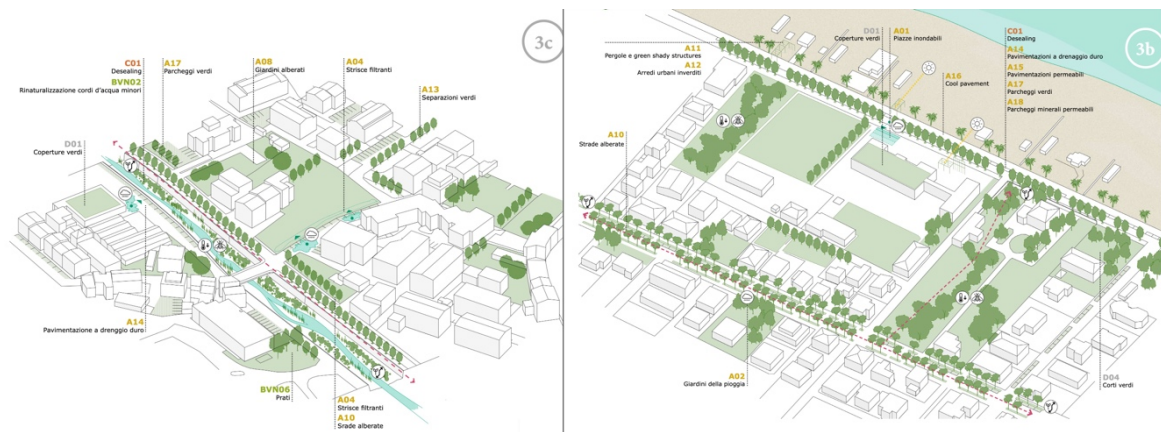 3c
C01
Desealing
BVN02
Rinaturalizzazione cordi d'acqua minori
A17
Parcheggi verdi
A08
Giardini alberati
A04
Strisce filtranti
A13
Separazioni verdi
D01
Coperture verdi
A14
Pavimentazione a drenggio duro
BVN06
Prati
A04
Strisce filtranti
A10
Srade alberate
3b
D01
Coperture verdi
A01
Piazze inondabili
C01
Desealing
A14
Pavimentazioni a drenaggio duro
A15
Pavimentazioni permeabili
A17
Parcheggi verdi
A18
Parcheggi minerali permeabili
A11
Pergole e green shady structures
A12
Arredi urbani inverditi
A16
Cool pavement
A10
Strade alberate
A02
Giardini della pioggia
D04
Corti verdi